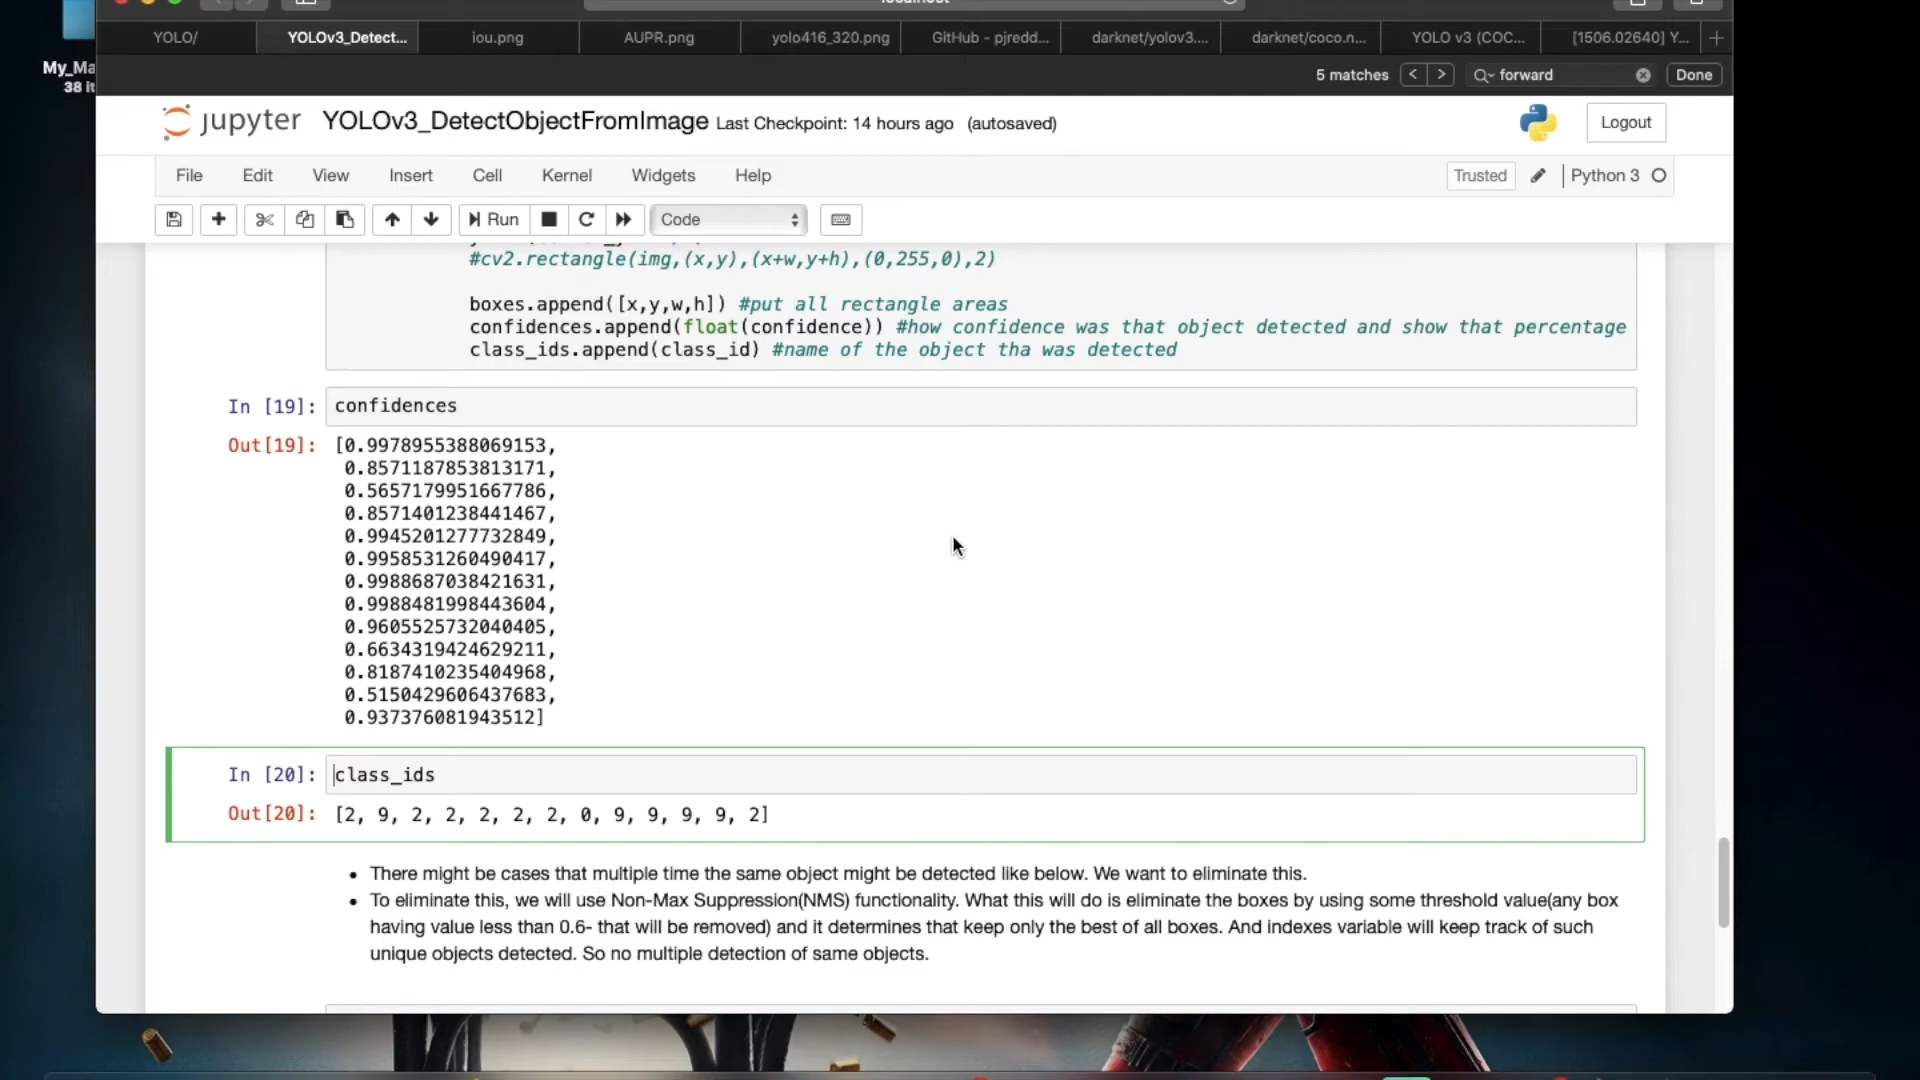 YOLO/
YOLOv3_Detect...
iou.png
AUPR.png
yolo416_320.png
GitHub - pjredd...
darknet/yolov3....
darknet/coco.n...
YOLO v3 (COC...
[1506.02640] Y...
5 matches
forward
Done
My_Ma
38 it
jupyter YOLOv3_DetectObjectFromImage Last Checkpoint: 14 hours ago (autosaved)
Logout
File Edit View Insert Cell Kernel Widgets Help
Trusted
Python 3
Run
Code
#cv2.rectangle(img,(x,y),(x+w,y+h),(0,255,0),2)
boxes.append([x,y,w,h]) #put all rectangle areas
confidences.append(float(confidence)) #how confidence was that object detected and show that percentage
class_ids.append(class_id) #name of the object tha was detected
In [19]: confidences
Out[19]: [0.9978955388069153,
0.8571187853813171,
0.5657179951667786,
0.8571401238441467,
0.9945201277732849,
0.9958531260490417,
0.9988687038421631,
0.9988481998443604,
0.9605525732040405,
0.6634319424629211,
0.8187410235404968,
0.5150429606437683,
0.937376081943512]
In [20]: class_ids
Out[20]: [2, 9, 2, 2, 2, 2, 2, 0, 9, 9, 9, 9, 2]
• There might be cases that multiple time the same object might be detected like below. We want to eliminate this.
• To eliminate this, we will use Non-Max Suppression(NMS) functionality. What this will do is eliminate the boxes by using some threshold value(any box
having value less than 0.6- that will be removed) and it determines that keep only the best of all boxes. And indexes variable will keep track of such
unique objects detected. So no multiple detection of same objects.